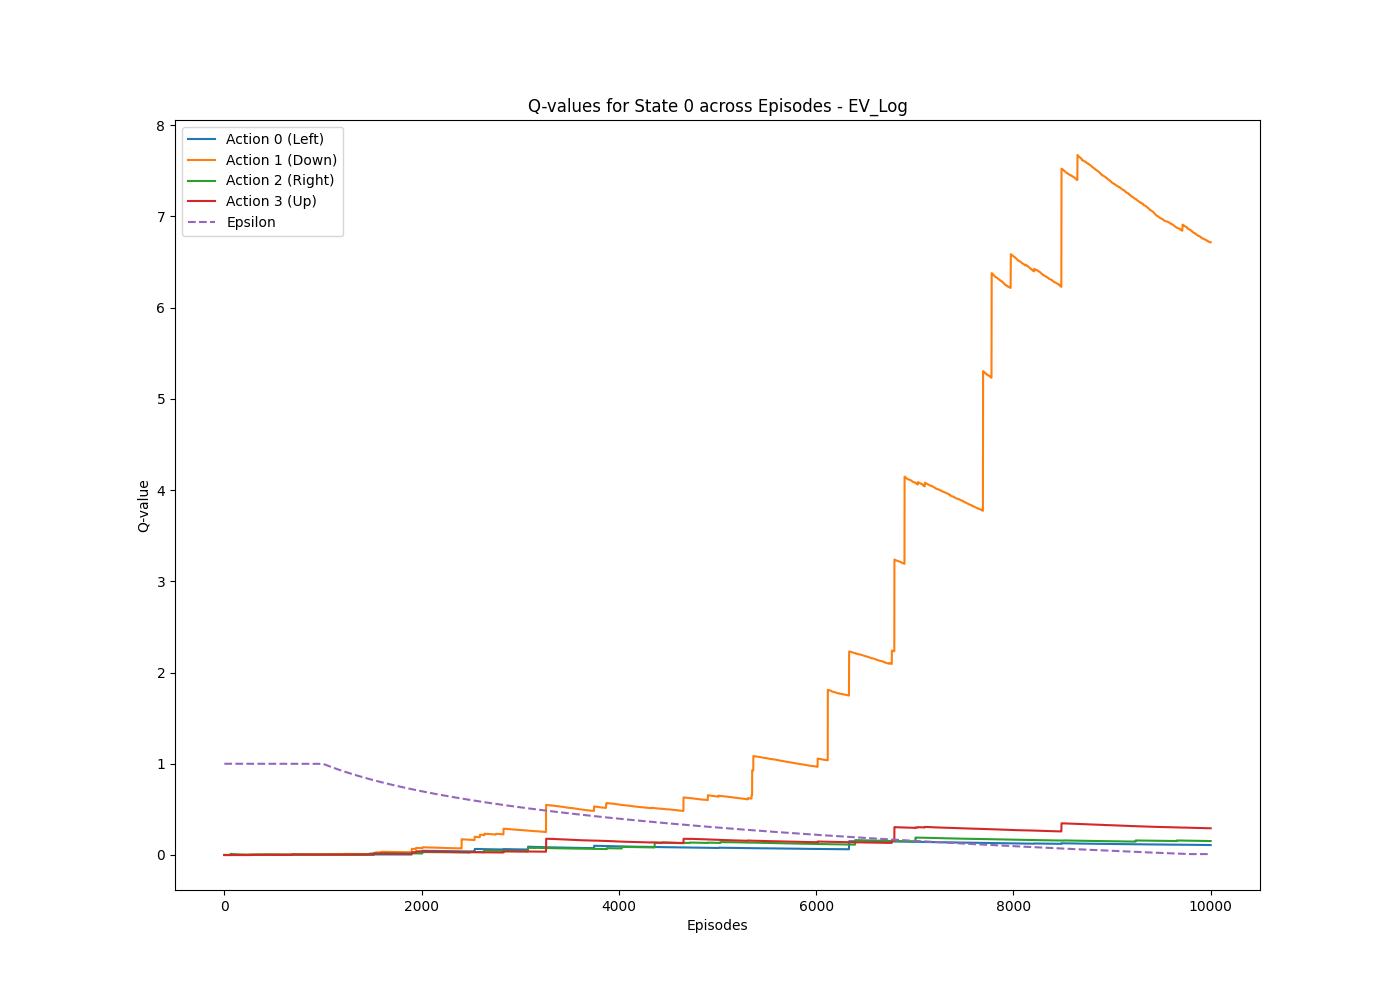 Q-values for State 0 across Episodes - EV_Log
8
7
6
5
4
3
2
1
0
Q-value
Action 0 (Left)
Action 1 (Down)
Action 2 (Right)
Action 3 (Up)
Epsilon
0
2000
4000
6000
8000
10000
Episodes